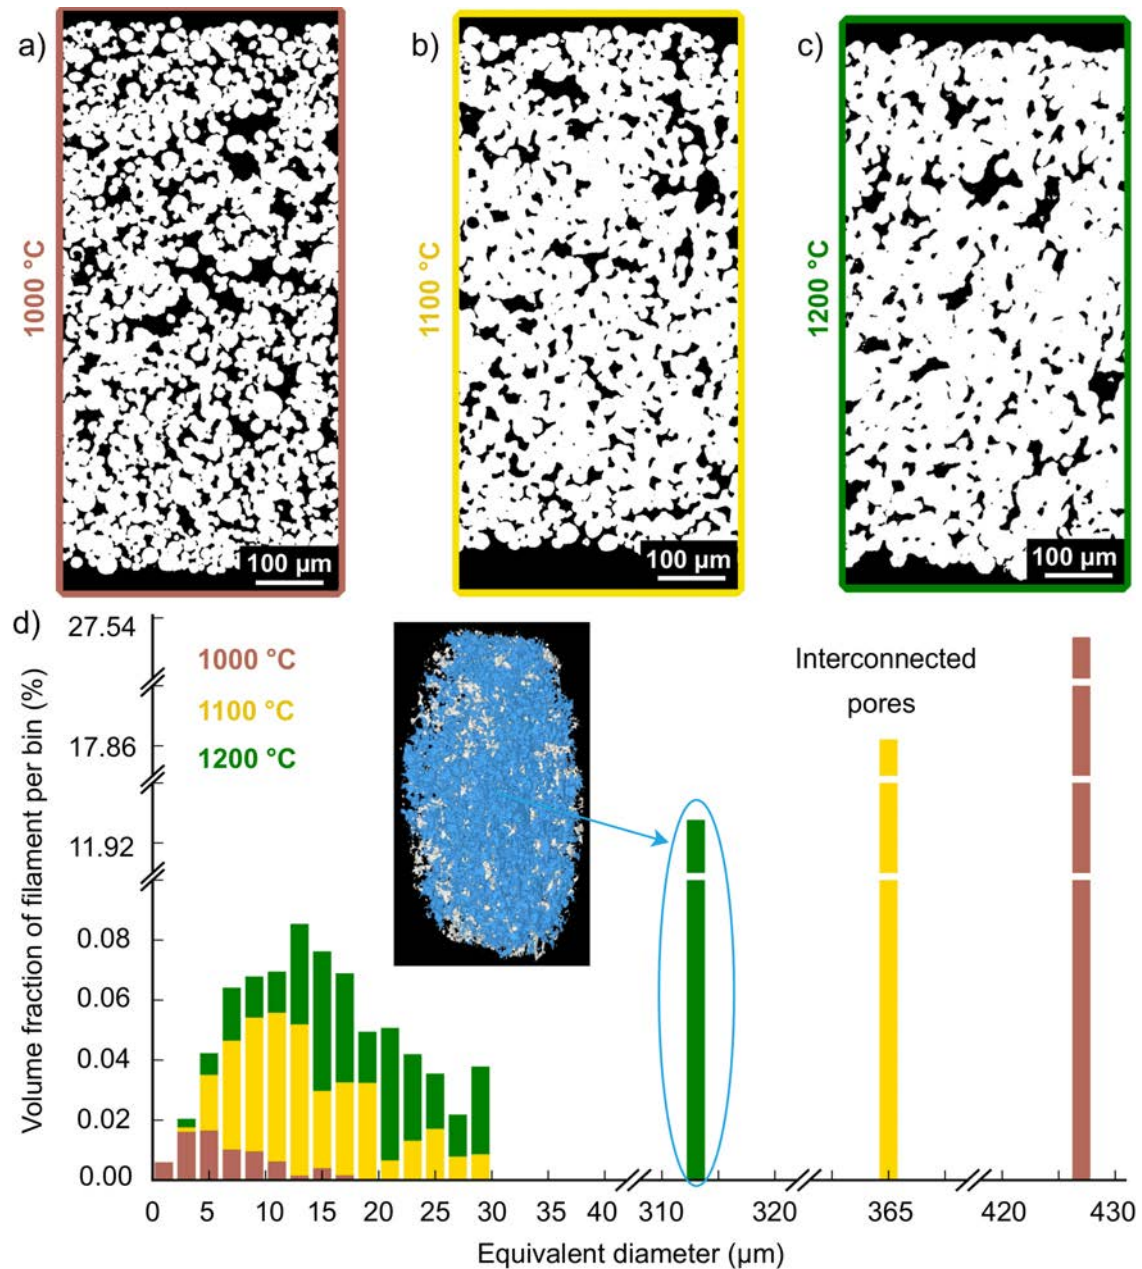 a)
1000 °C
100 µm
b)
1100 °C
100 µm
c)
1200 °C
100 µm
d)
Volume fraction of filament per bin (%)
27.54
17.86
11.92
0.08
0.06
0.04
0.02
0.00
1000 °C
1100 °C
1200 °C
Interconnected
pores
0 5 10 15 20 25 30 35 40 310 320 365 420 430
Equivalent diameter (µm)